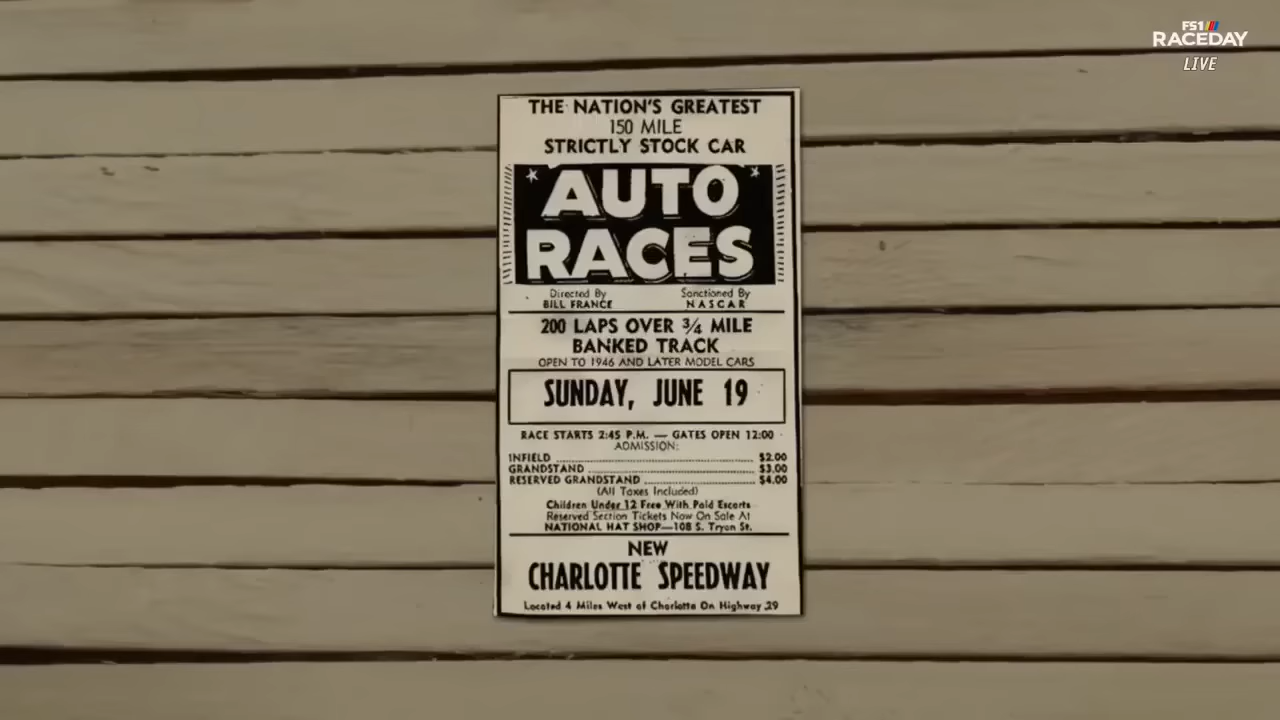 FS1
RACEDAY
LIVE
THE NATION'S GREATEST
150 MILE
STRICTLY STOCK CAR
AUTO
RACES
Directed By
BILL FRANCE
Sanctioned By
NASCAR
200 LAPS OVER 3/4 MILE
BANKED TRACK
OPEN TO 1946 AND LATER MODEL CARS
SUNDAY, JUNE 19
RACE STARTS 2:45 P.M. — GATES OPEN 12:00
ADMISSION:
INFIELD $2.00
GRANDSTAND $3.00
RESERVED GRANDSTAND $4.00
(All Taxes Included)
Children Under 12 Free With Paid Escorts
Reserved Section Tickets Now On Sale At
NATIONAL HAT SHOP—108 S. Tryon St.
NEW
CHARLOTTE SPEEDWAY
Located 4 Miles West of Charlotte On Highway 29